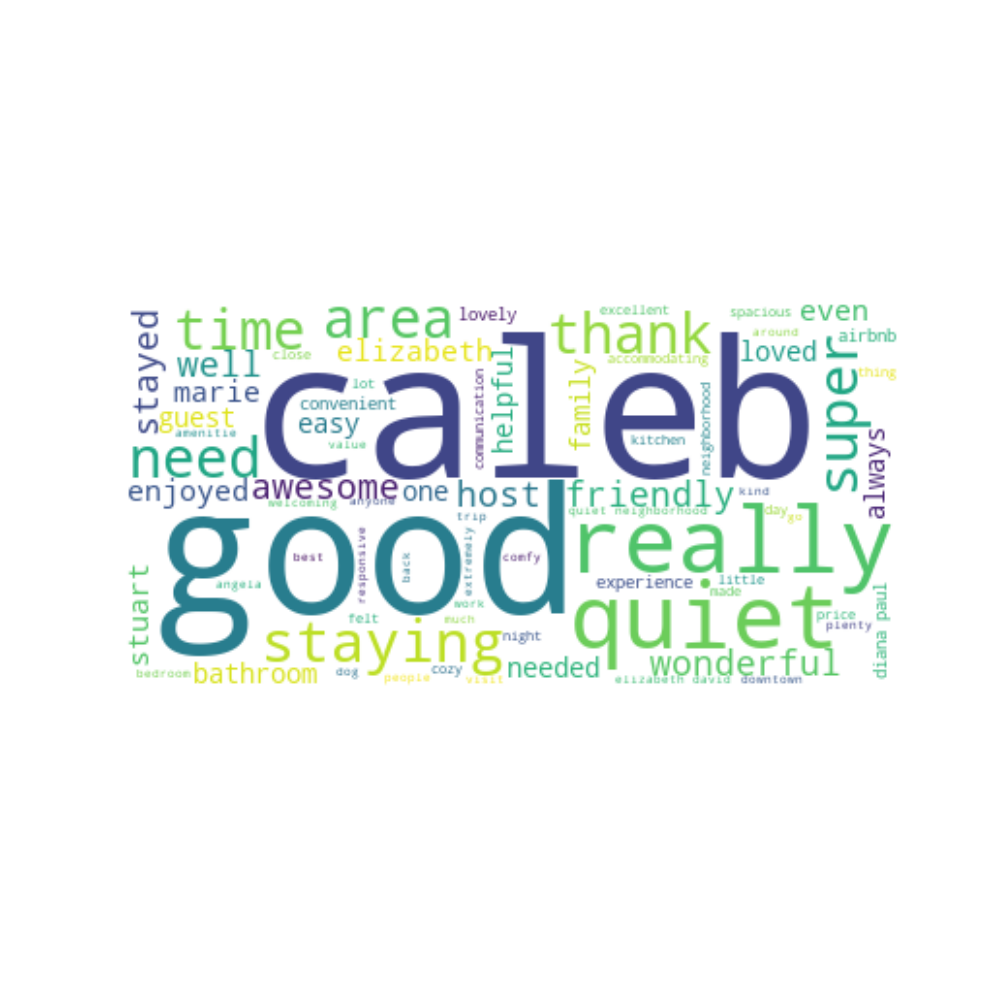 stayed
time
area
lovely
thank
excellent
spacious
even
airbnb
around
well
close
elizabeth
helpful
accommodating
loved
super
thing
caleb
marie
lot
convenient
communication
family
neighborhood
guest
easy
kitchen
amenitie
value
need
always
enjoyed
awesome
one
host
friendly
kind
welcoming
anyone
quiet neighborhood
day
go
good
trip
really
best
responsive
back
extremely
comfy
angela
experience
little
made
quiet
stuart
work
felt
much
price
plenty
diana paul
staying
night
wonderful
bedroom
bathroom
dog
people
cozy
visit
needed
elizabeth david
downtown